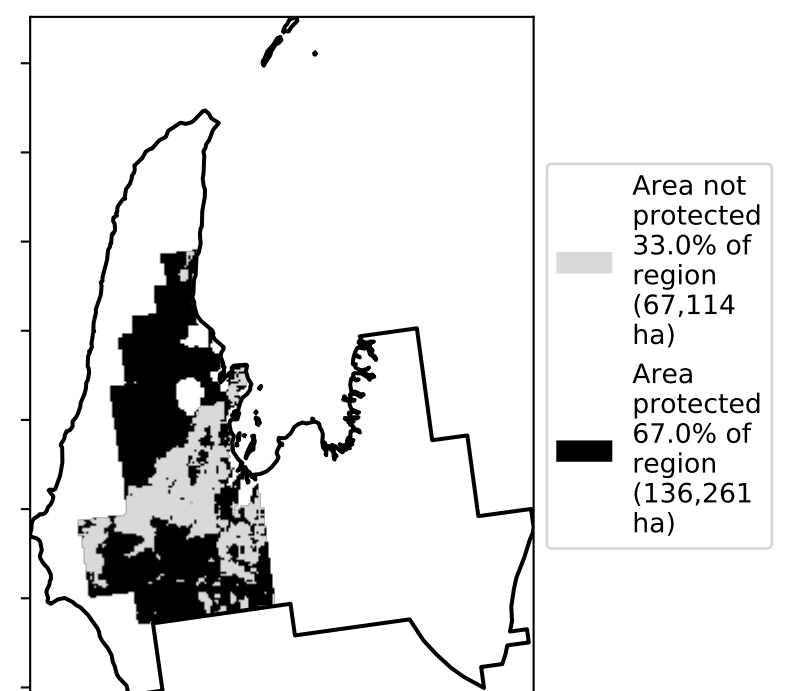 Area not
protected
33.0% of
region
(67,114
ha)
Area
protected
67.0% of
region
(136,261
ha)